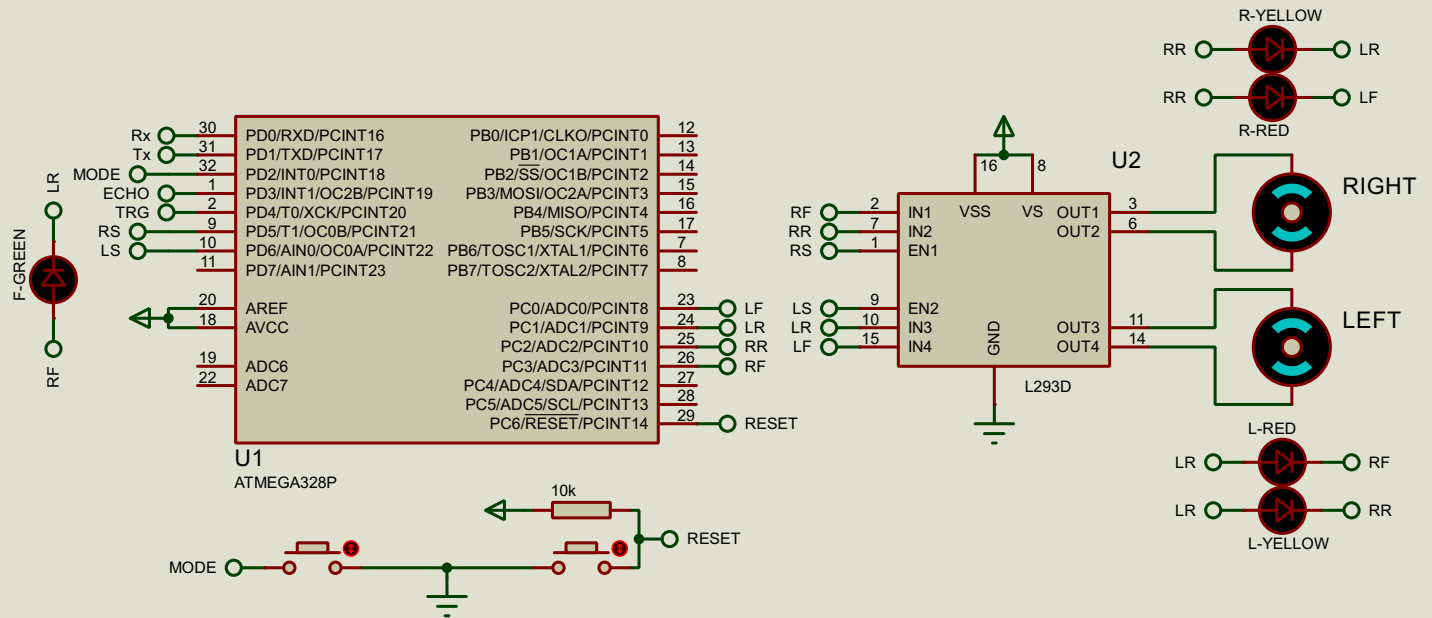 R-YELLOW
RR LR
RR LF
R-RED
U2
RIGHT
LEFT
16 8
VSS VS
RF 2 IN1 OUT1 3
RR 7 IN2 OUT2 6
RS 1 EN1
LS 9 EN2
LR 10 IN3 OUT3 11
LF 15 IN4 OUT4 14
GND
L293D
L-RED
LR RF
LR RR
L-YELLOW
LR
F-GREEN
RF
Rx 30 PD0/RXD/PCINT16 PB0/ICP1/CLKO/PCINT0 12
Tx 31 PD1/TXD/PCINT17 PB1/OC1A/PCINT1 13
MODE 32 PD2/INT0/PCINT18 PB2/SS/OC1B/PCINT2 14
ECHO 1 PD3/INT1/OC2B/PCINT19 PB3/MOSI/OC2A/PCINT3 15
TRG 2 PD4/T0/XCK/PCINT20 PB4/MISO/PCINT4 16
RS 9 PD5/T1/OC0B/PCINT21 PB5/SCK/PCINT5 17
LS 10 PD6/AIN0/OC0A/PCINT22 PB6/TOSC1/XTAL1/PCINT6 7
11 PD7/AIN1/PCINT23 PB7/TOSC2/XTAL2/PCINT7 8
20 AREF PC0/ADC0/PCINT8 23 LF
18 AVCC PC1/ADC1/PCINT9 24 LR
PC2/ADC2/PCINT10 25 RR
19 ADC6 PC3/ADC3/PCINT11 26 RF
22 ADC7 PC4/ADC4/SDA/PCINT12 27
PC5/ADC5/SCL/PCINT13 28
PC6/RESET/PCINT14 29 RESET
U1
ATMEGA328P
10k
RESET
MODE